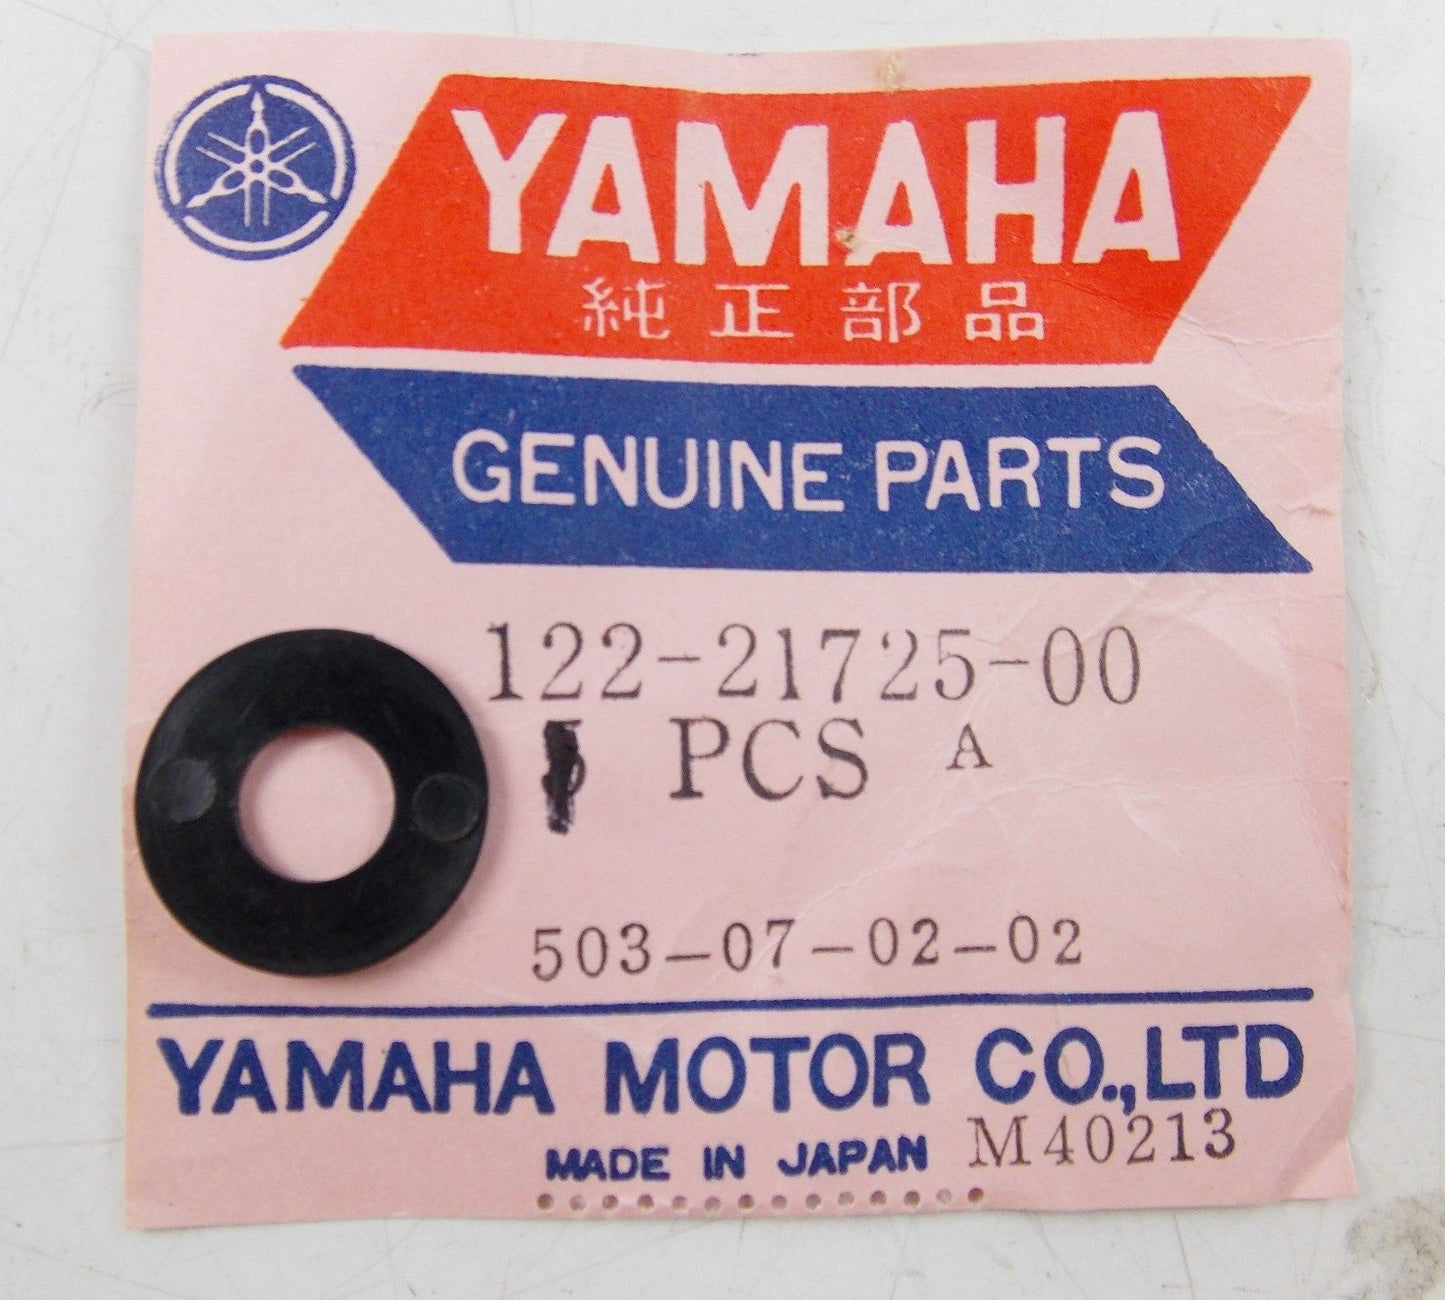 YAMAHA
純正部品
GENUINE PARTS
122-21725-00
PCS A
503-07-02-02
YAMAHA MOTOR CO.,LTD
MADE IN JAPAN M40213